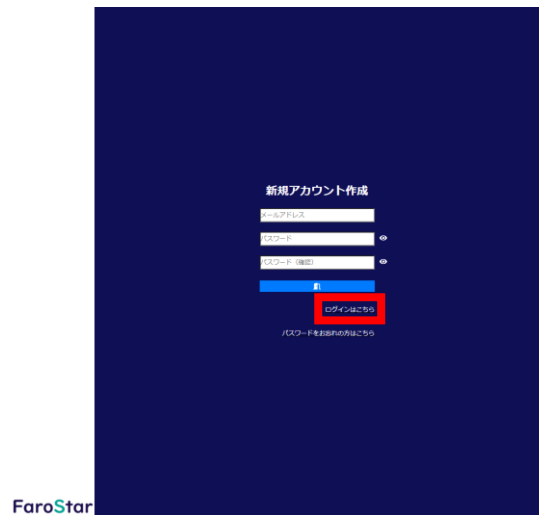 新規アカウント作成
メールアドレス
パスワード
パスワード (確認)
ログインはこちら
パスワードをお忘れの方はこちら
FaroStar